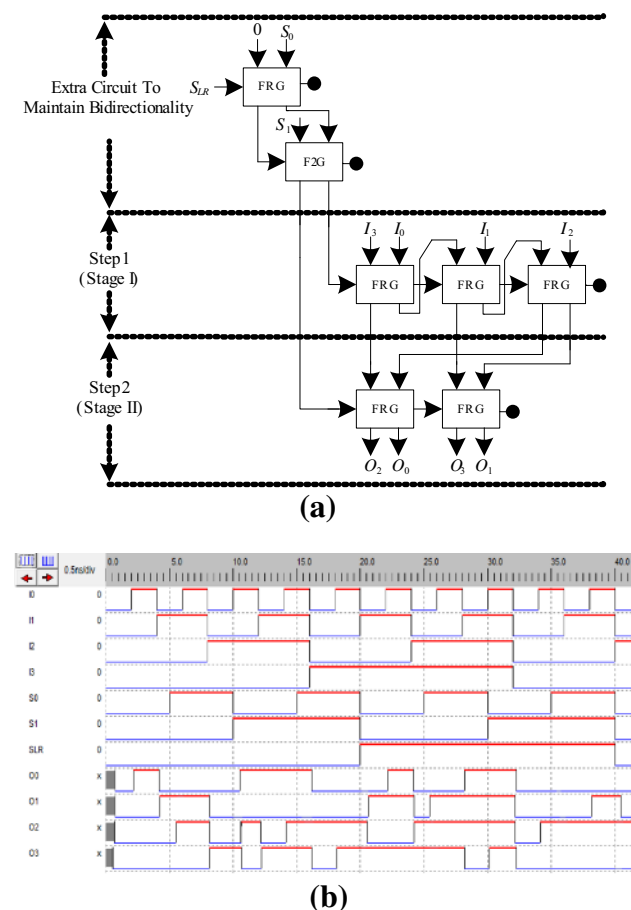 0 S0
Extra Circuit To
Maintain Bidirectionality
SLR
FRG
S1
F2G
Step1
(Stage I)
I3 I0 I1 I2
FRG FRG FRG
Step2
(Stage II)
FRG FRG
O2 O0 O3 O1
(a)
0.5ns/div 0.0 5.0 10.0 15.0 20.0 25.0 30.0 35.0 40.0
I0 0
I1 0
I2 0
I3 0
S0 0
S1 0
SLR 0
O0 x
O1 x
O2 x
O3 x
(b)